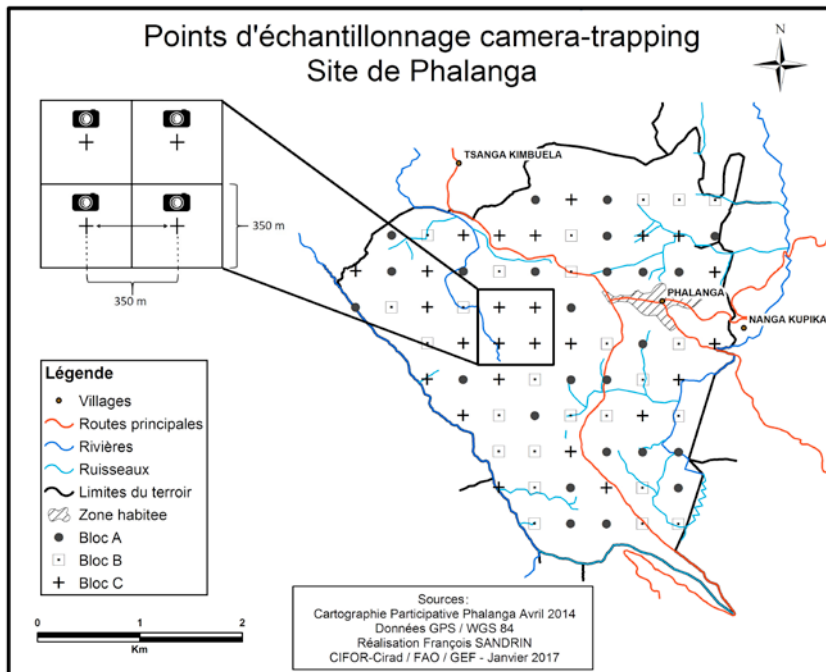 Points d'échantillonnage camera-trapping
Site de Phalanga
N
350 m
350 m
TSANGA KIMBUELA
PHALANGA
NANGA KUPIKA
Légende
Villages
Routes principales
Rivières
Ruisseaux
Limites du terroir
Zone habitee
Bloc A
Bloc B
Bloc C
0 1 2
Km
Sources:
Cartographie Participative Phalanga Avril 2014
Données GPS / WGS 84
Réalisation François SANDRIN
CIFOR-Cirad / FAO / GEF - Janvier 2017